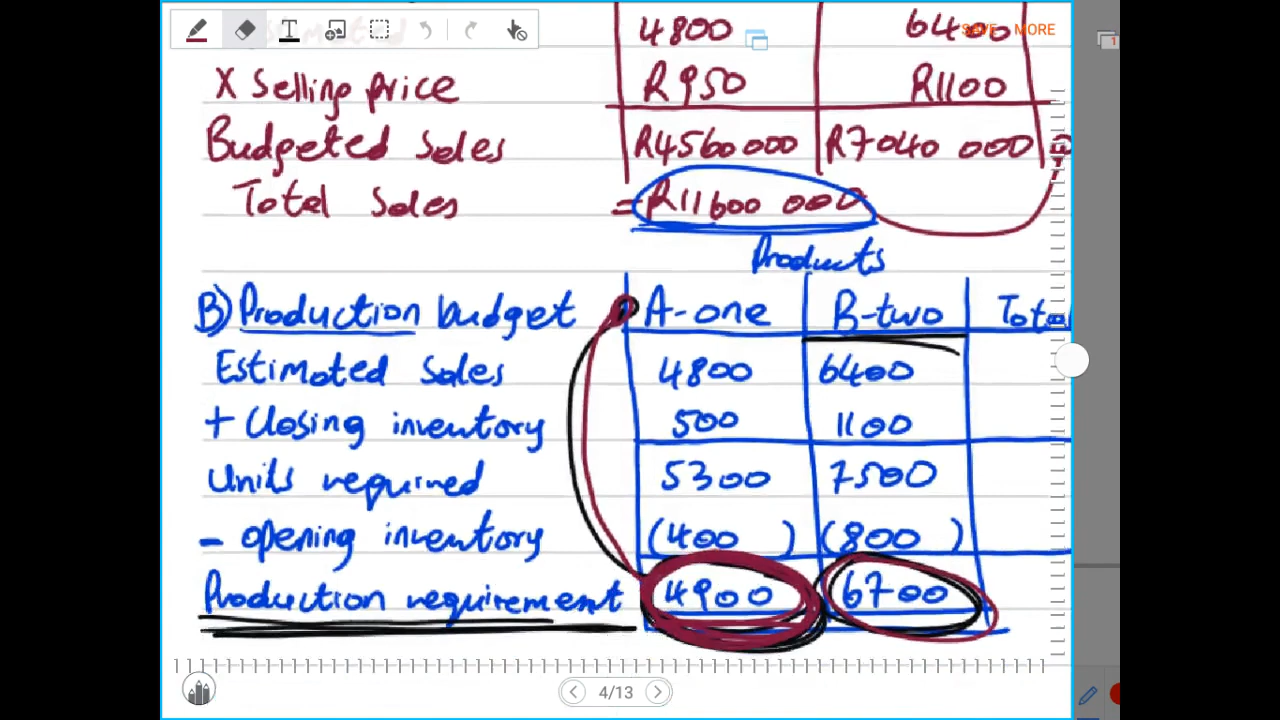 4800 6400
SAVE MORE
X Selling price R950 R1100
Budgeted Sales R4560 000 R7040 000
Total Sales = R11600 000
Products
B) Production budget A-one B-two Total
Estimated Sales 4800 6400
+ Closing inventory 500 1100
Units required 5300 7500
- opening inventory (400 ) (800 )
Production requirement 4900 6700
4/13